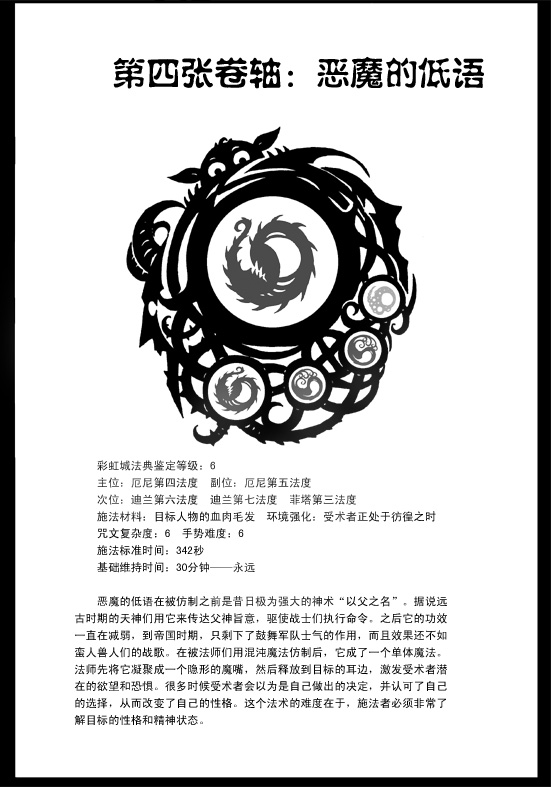 第四张卷轴：恶魔的低语
彩虹城法典鉴定等级：6
主位：厄尼第四法度 副位：厄尼第五法度
次位：迪兰第六法度 迪兰第七法度 菲塔第三法度
施法材料：目标人物的血肉毛发 环境强化：受术者正处于彷徨之时
咒文复杂度：6 手势难度：6
施法标准时间：342秒
基础维持时间：30分钟——永远
恶魔的低语在被仿制之前是昔日极为强大的神术“以父之名”。据说远
古时期的天神们用它来传达父神旨意，驱使战士们执行命令。之后它的功效
一直在减弱，到帝国时期，只剩下了鼓舞军队士气的作用，而且效果还不如
蛮人兽人们的战歌。在被法师们用混沌魔法仿制后，它成了一个单体魔法。
法师先将它凝聚成一个隐形的魔嘴，然后释放到目标的耳边，激发受术者潜
在的欲望和恐惧。很多时候受术者会以为是自己做出的决定，并认可了自己
的选择，从而改变了自己的性格。这个法术的难度在于，施法者必须非常了
解目标的性格和精神状态。